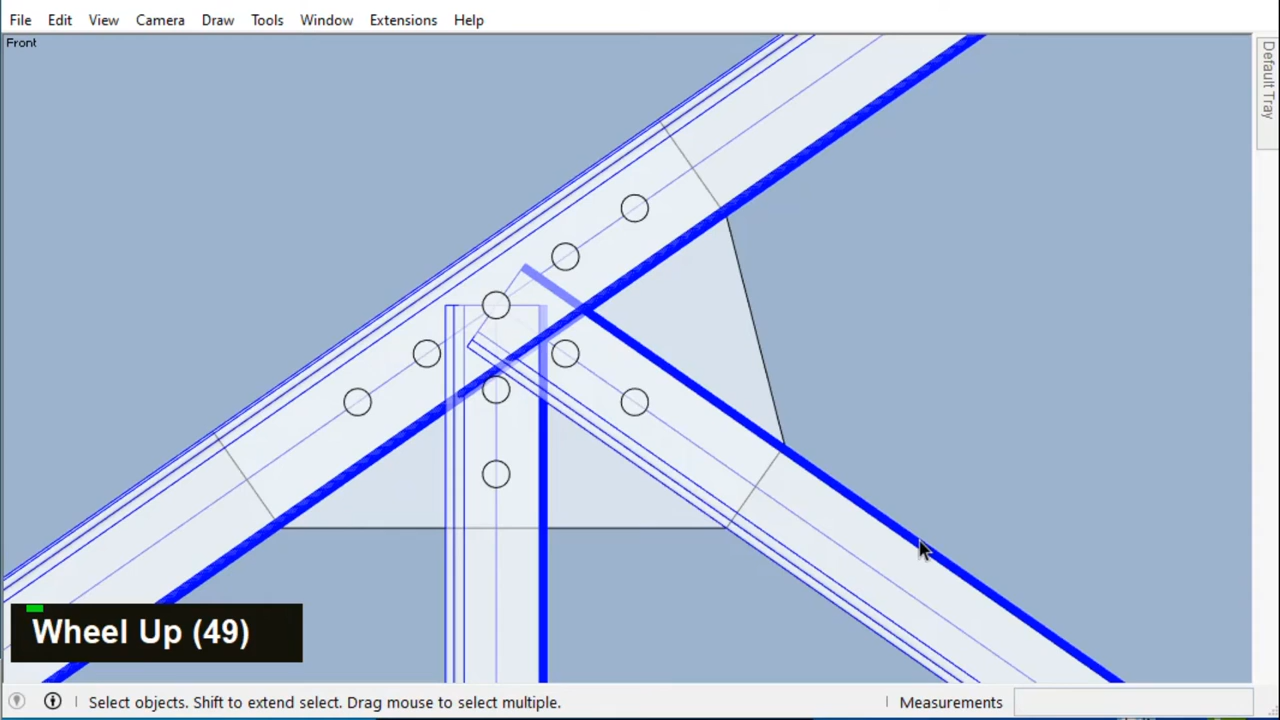 File Edit View Camera Draw Tools Window Extensions Help
Front
Default Tray
Wheel Up (49)
Select objects. Shift to extend select. Drag mouse to select multiple.
Measurements